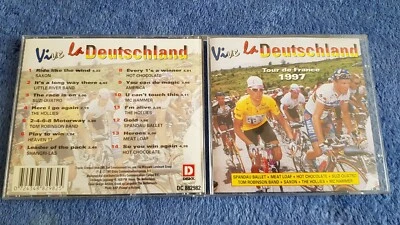 Vive La Deutschland
1 Ride like the wind
SAXON
2 It's a long way there
LITTLE RIVER BAND
3 The race is on
SUZI QUATRO
4 Here I go again
THE HOLLIES
5 2-4-6-8 Motorway
TOM ROBINSON BAND
6 Play to win
HEAVEN 17
7 Leader of the pack
SHANGRI-LAS
8 Every 1's a winner
HOT CHOCOLATE
9 You can do magic
AMERICA
10 U can't touch this
MC HAMMER
11 I'm alive
THE HOLLIES
12 Gold
SPANDAU BALLET
13 Heroes
MEAT LOAF
14 So you win again
HOT CHOCOLATE
D
DC 882982
Vive La Deutschland
Tour de France
1997
SPANDAU BALLET • MEAT LOAF • HOT CHOCOLATE • SUZI QUATRO
TOM ROBINSON BAND • SAXON • THE HOLLIES • MC HAMMER